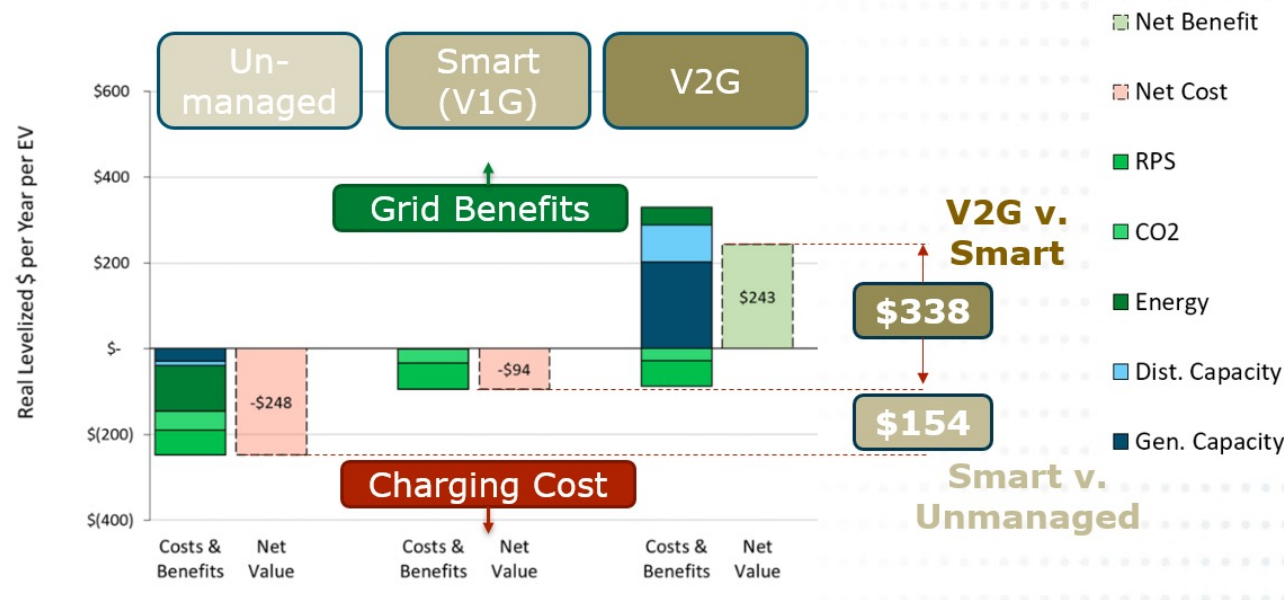 Un-
managed
Smart
(V1G)
V2G
Real Levelized $ per Year per EV
$600
$400
$200
$-
$(200)
$(400)
Grid Benefits
Charging Cost
-$248
-$94
$243
Costs &
Benefits
Net
Value
Costs &
Benefits
Net
Value
Costs &
Benefits
Net
Value
V2G v.
Smart
$338
$154
Smart v.
Unmanaged
Net Benefit
Net Cost
RPS
CO2
Energy
Dist. Capacity
Gen. Capacity